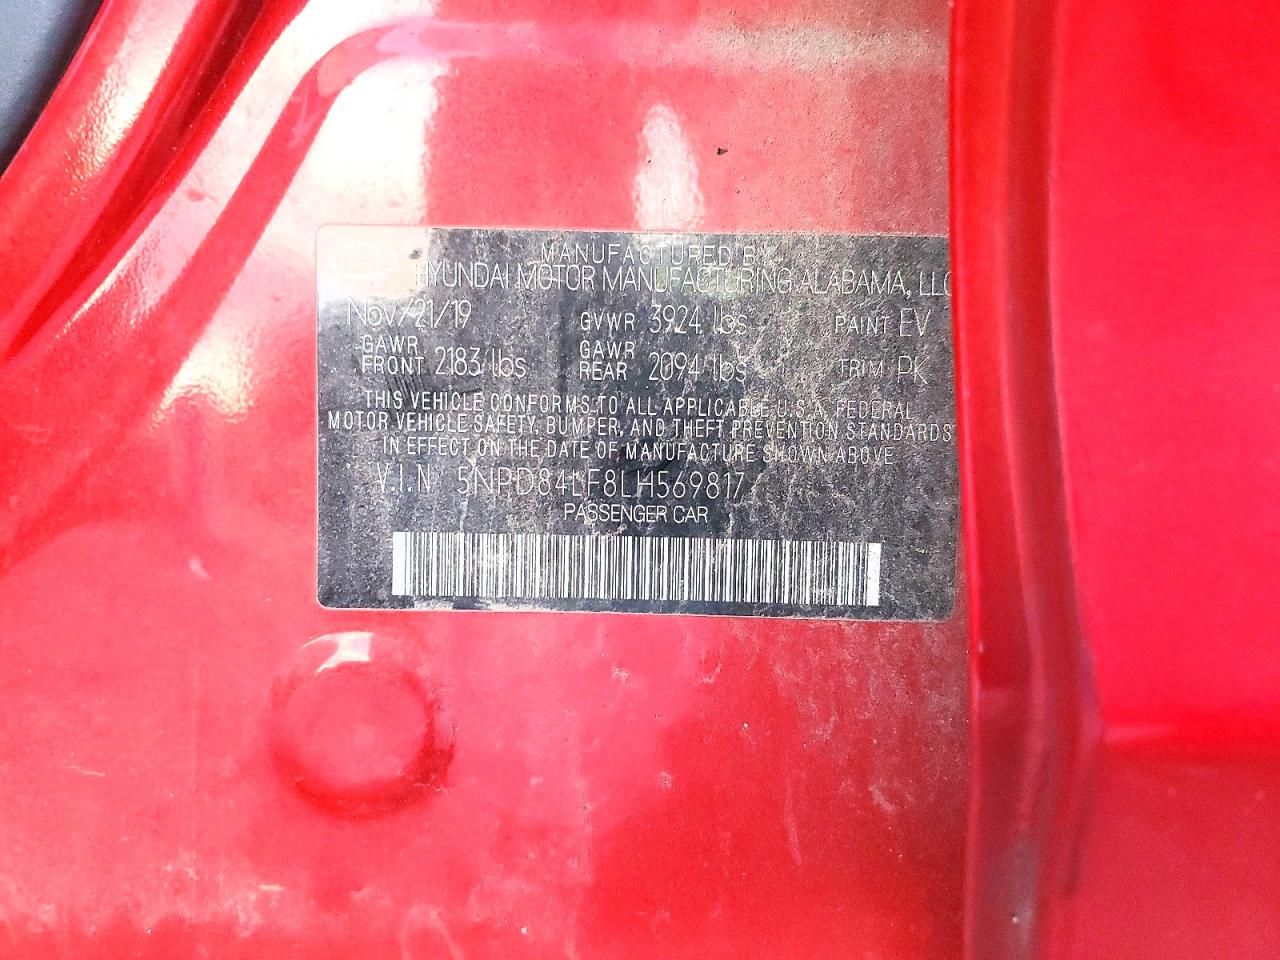 MANUFACTURED BY
HYUNDAI MOTOR MANUFACTURING ALABAMA, LLC
Nov/21/19 GVWR 3924 lbs PAINT EV
GAWR FRONT 2183 lbs GAWR REAR 2094 lbs TRIM PK
THIS VEHICLE CONFORMS TO ALL APPLICABLE U.S.A. FEDERAL
MOTOR VEHICLE SAFETY, BUMPER, AND THEFT PREVENTION STANDARDS
IN EFFECT ON THE DATE OF MANUFACTURE SHOWN ABOVE
V.I.N 5NPD84LF8LH569817
PASSENGER CAR